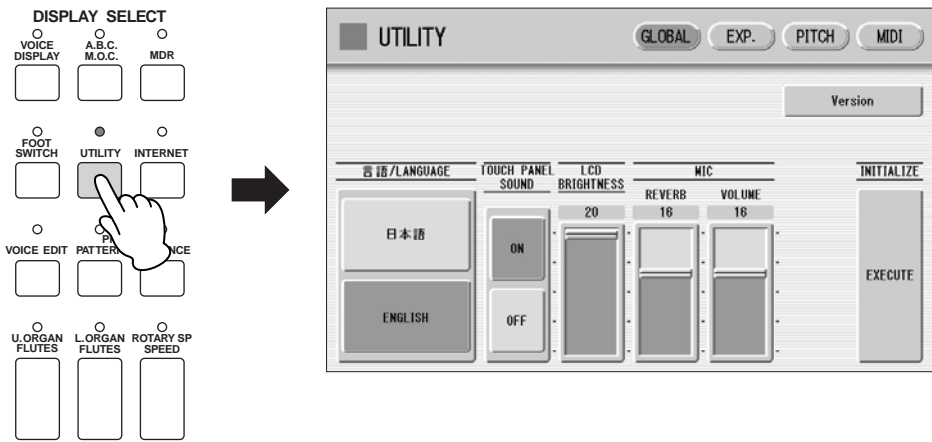 DISPLAY SELECT
VOICE DISPLAY
A.B.C. M.O.C.
MDR
FOOT SWITCH
UTILITY
INTERNET
VOICE EDIT
U.ORGAN FLUTES
L.ORGAN FLUTES
ROTARY SP SPEED
UTILITY
GLOBAL
EXP.
PITCH
MIDI
Version
言語/LANGUAGE
日本語
ENGLISH
TOUCH PANEL
SOUND
ON
OFF
LCD
BRIGHTNESS
20
MIC
REVERB
VOLUME
16
16
INITIALIZE
EXECUTE